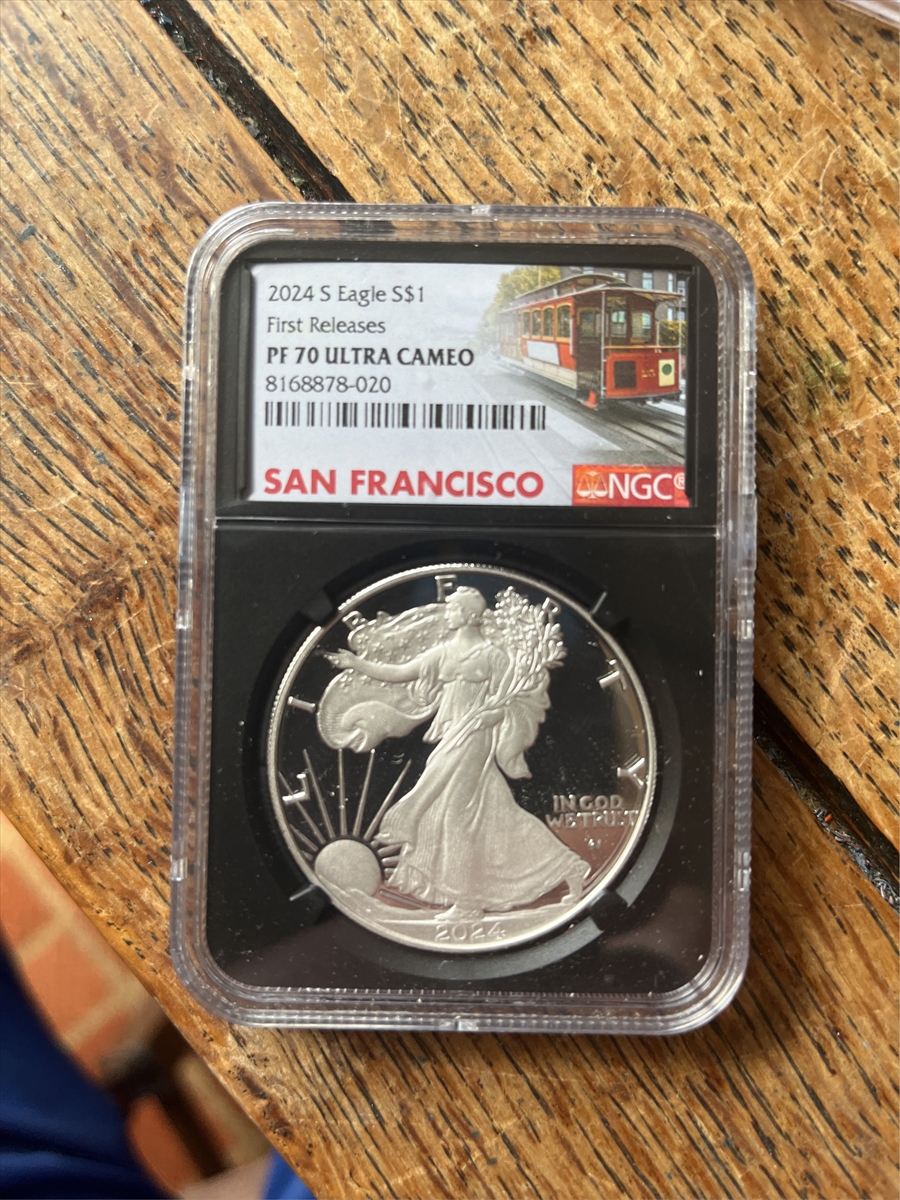 2024 S Eagle S$1
First Releases
PF 70 ULTRA CAMEO
8168878-020
SAN FRANCISCO
NGC®
LIBERTY
IN GOD
WE TRUST
2024